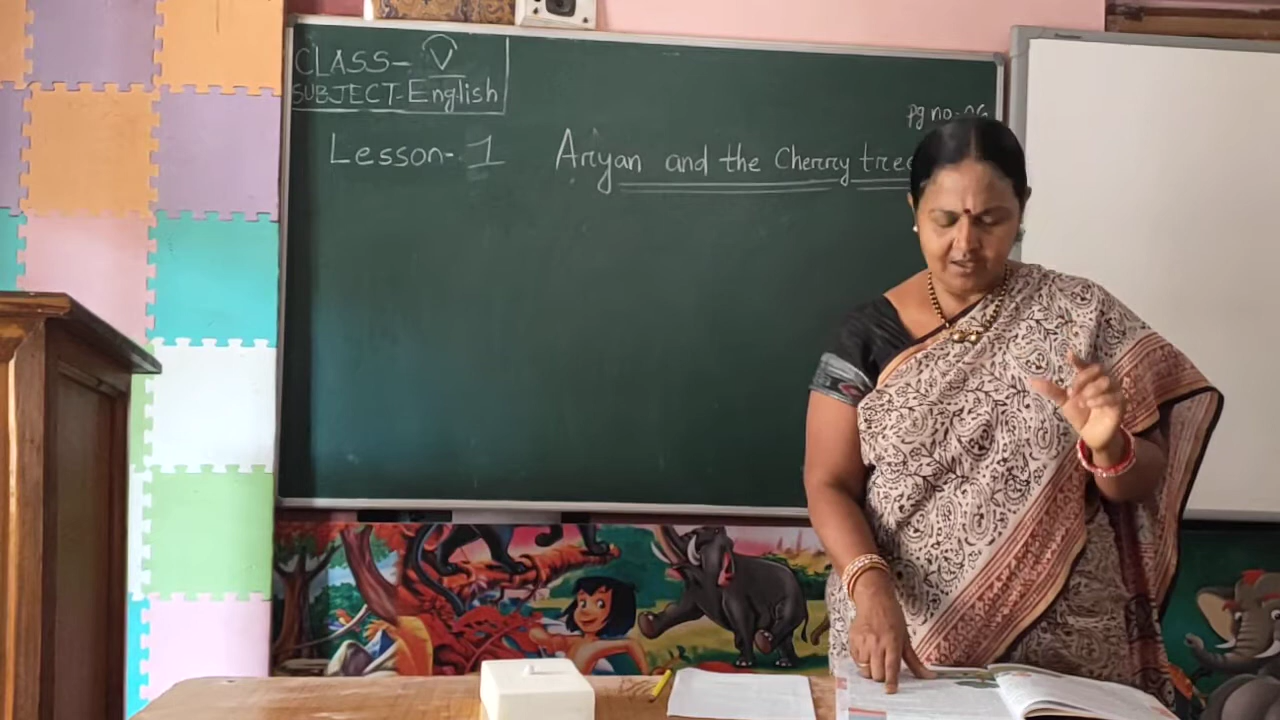 CLASS- V
SUBJECT-English
pg no-06
Lesson-1 Ariyan and the Cherry tree